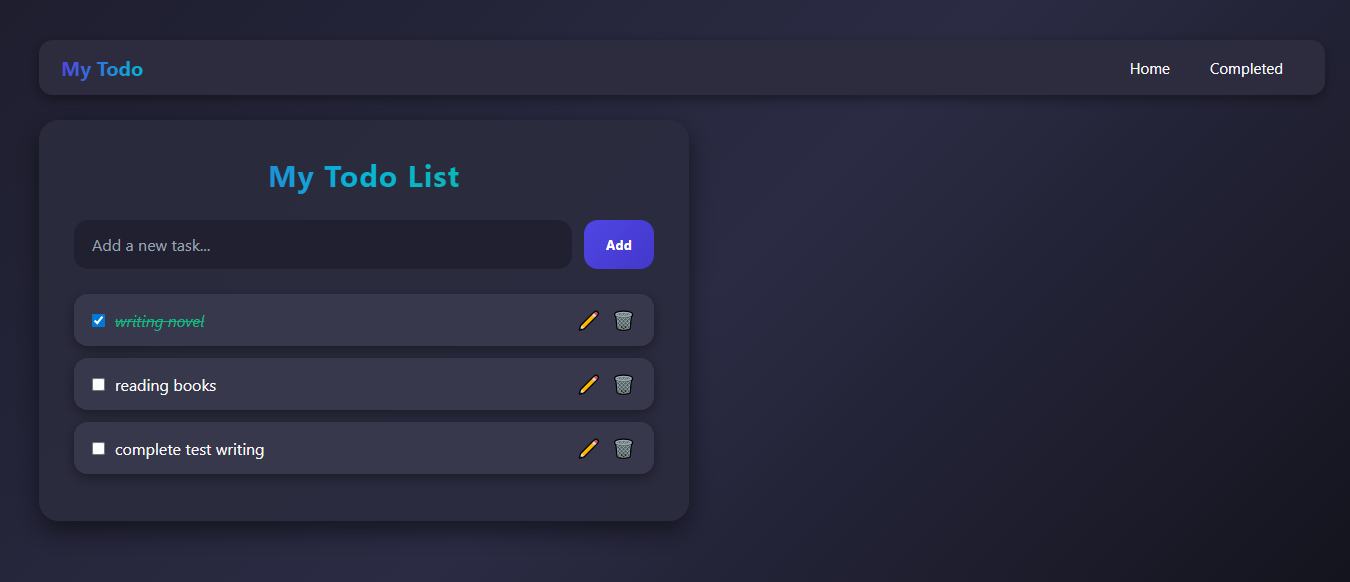 My Todo
Home
Completed
My Todo List
Add a new task...
Add
writing novel
reading books
complete test writing